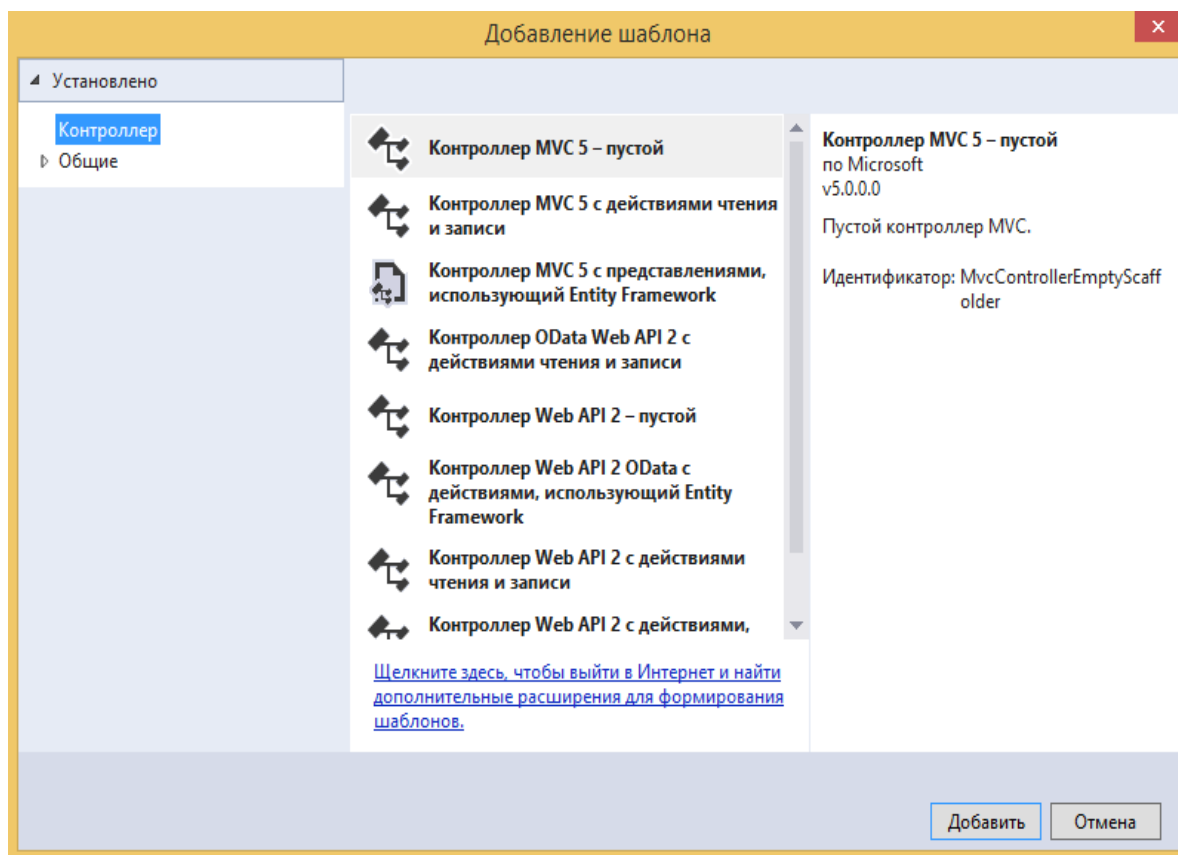 Добавление шаблона
Установлено
Контроллер
Общие
Контроллер MVC 5 – пустой
Контроллер MVC 5 с действиями чтения
и записи
Контроллер MVC 5 с представлениями,
использующий Entity Framework
Контроллер OData Web API 2 с
действиями чтения и записи
Контроллер Web API 2 – пустой
Контроллер Web API 2 OData с
действиями, использующий Entity
Framework
Контроллер Web API 2 с действиями
чтения и записи
Контроллер Web API 2 с действиями,
Щелкните здесь, чтобы выйти в Интернет и найти
дополнительные расширения для формирования
шаблонов.
Контроллер MVC 5 – пустой
по Microsoft
v5.0.0.0
Пустой контроллер MVC.
Идентификатор: MvcControllerEmptyScaff
older
Добавить
Отмена